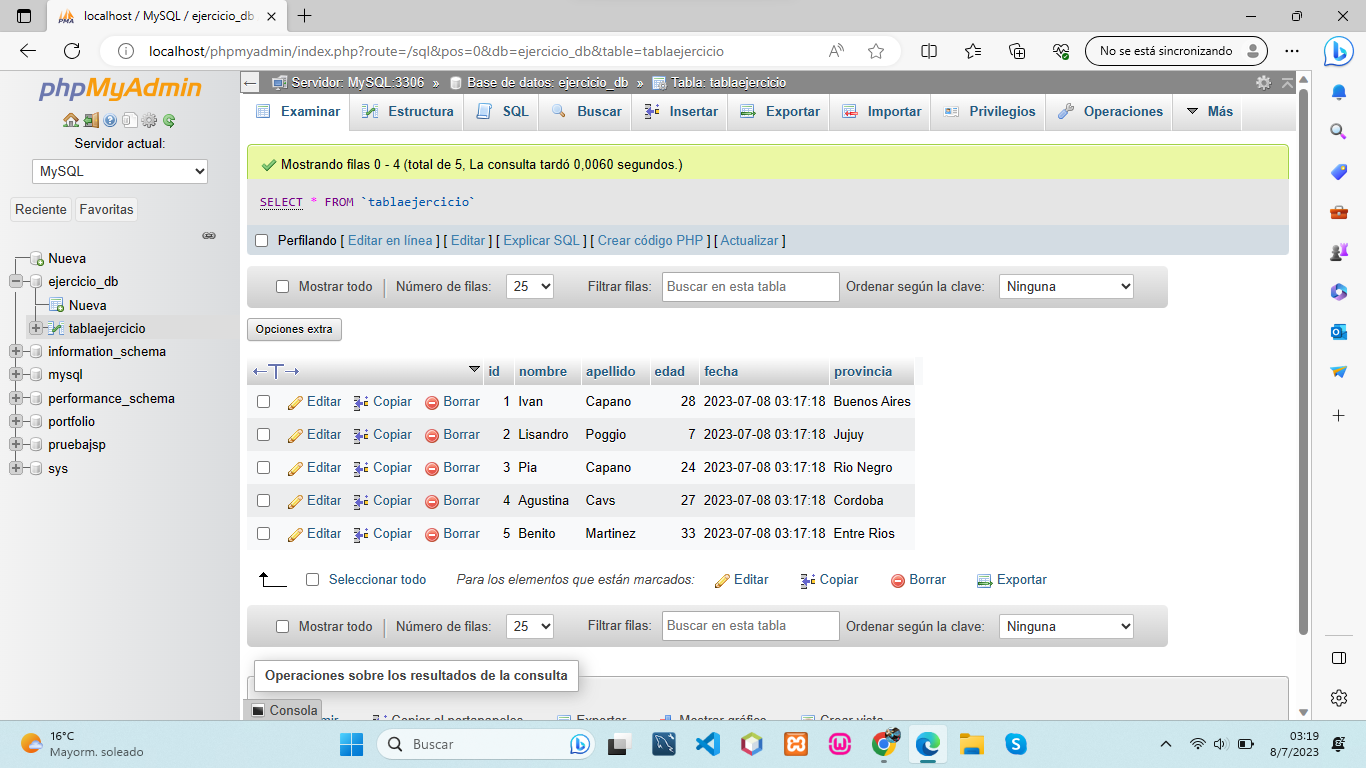 localhost / MySQL / ejercicio_db
localhost/phpmyadmin/index.php?route=/sql&pos=0&db=ejercicio_db&table=tablaejercicio
No se está sincronizando
phpMyAdmin
Servidor actual:
MySQL
Reciente Favoritas
Nueva
ejercicio_db
Nueva
tablaejercicio
information_schema
mysql
performance_schema
portfolio
pruebajsp
sys
Servidor: MySQL:3306 » Base de datos: ejercicio_db » Tabla: tablaejercicio
Examinar Estructura SQL Buscar Insertar Exportar Importar Privilegios Operaciones Más
Mostrando filas 0 - 4 (total de 5, La consulta tardó 0,0060 segundos.)
SELECT * FROM `tablaejercicio`
Perfilando [ Editar en línea ] [ Editar ] [ Explicar SQL ] [ Crear código PHP ] [ Actualizar ]
Mostrar todo | Número de filas: 25 Filtrar filas: Buscar en esta tabla Ordenar según la clave: Ninguna
Opciones extra
←T→ id nombre apellido edad fecha provincia
Editar Copiar Borrar 1 Ivan Capano 28 2023-07-08 03:17:18 Buenos Aires
Editar Copiar Borrar 2 Lisandro Poggio 7 2023-07-08 03:17:18 Jujuy
Editar Copiar Borrar 3 Pia Capano 24 2023-07-08 03:17:18 Rio Negro
Editar Copiar Borrar 4 Agustina Cavs 27 2023-07-08 03:17:18 Cordoba
Editar Copiar Borrar 5 Benito Martinez 33 2023-07-08 03:17:18 Entre Rios
Seleccionar todo Para los elementos que están marcados: Editar Copiar Borrar Exportar
Mostrar todo | Número de filas: 25 Filtrar filas: Buscar en esta tabla Ordenar según la clave: Ninguna
Operaciones sobre los resultados de la consulta
Consola
Copiar al portapapeles Exportar Mostrar gráfico Crear vista
16°C
Mayorm. soleado
Buscar
03:19
8/7/2023